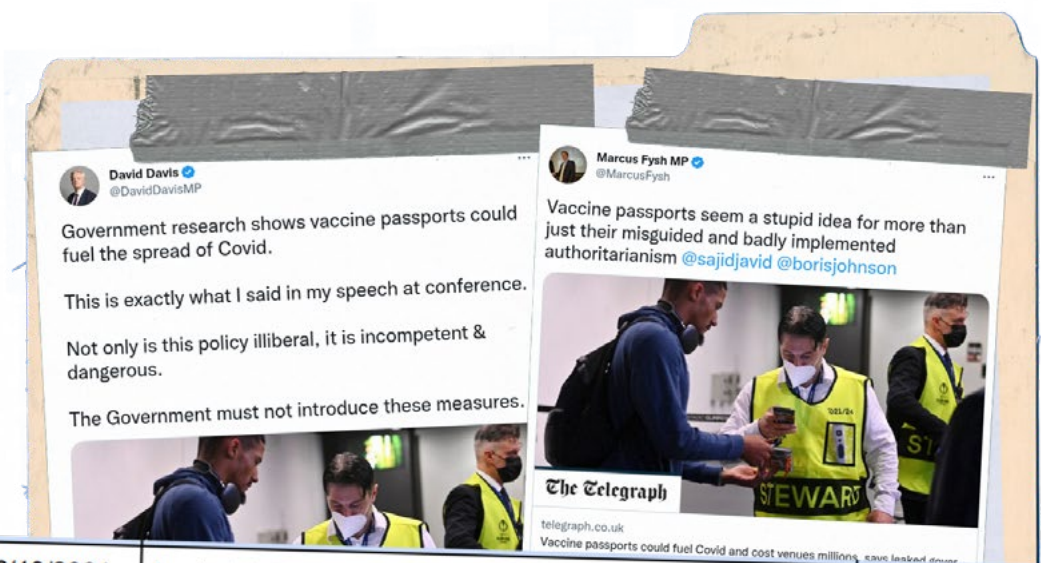 David Davis
@DavidDavisMP
Government research shows vaccine passports could
fuel the spread of Covid.
This is exactly what I said in my speech at conference.
Not only is this policy illiberal, it is incompetent &
dangerous.
The Government must not introduce these measures.
Marcus Fysh MP
@MarcusFysh
Vaccine passports seem a stupid idea for more than
just their misguided and badly implemented
authoritarianism @sajidjavid @borisjohnson
021/24
ST
STEWARD
The Telegraph
telegraph.co.uk
Vaccine passports could fuel Covid and cost venues millions, says leaked